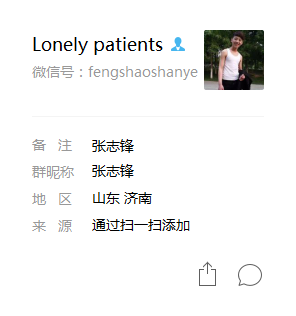 Lonely patients
微信号：fengshaoshanye
备 注 张志锋
群昵称 张志锋
地 区 山东 济南
来 源 通过扫一扫添加